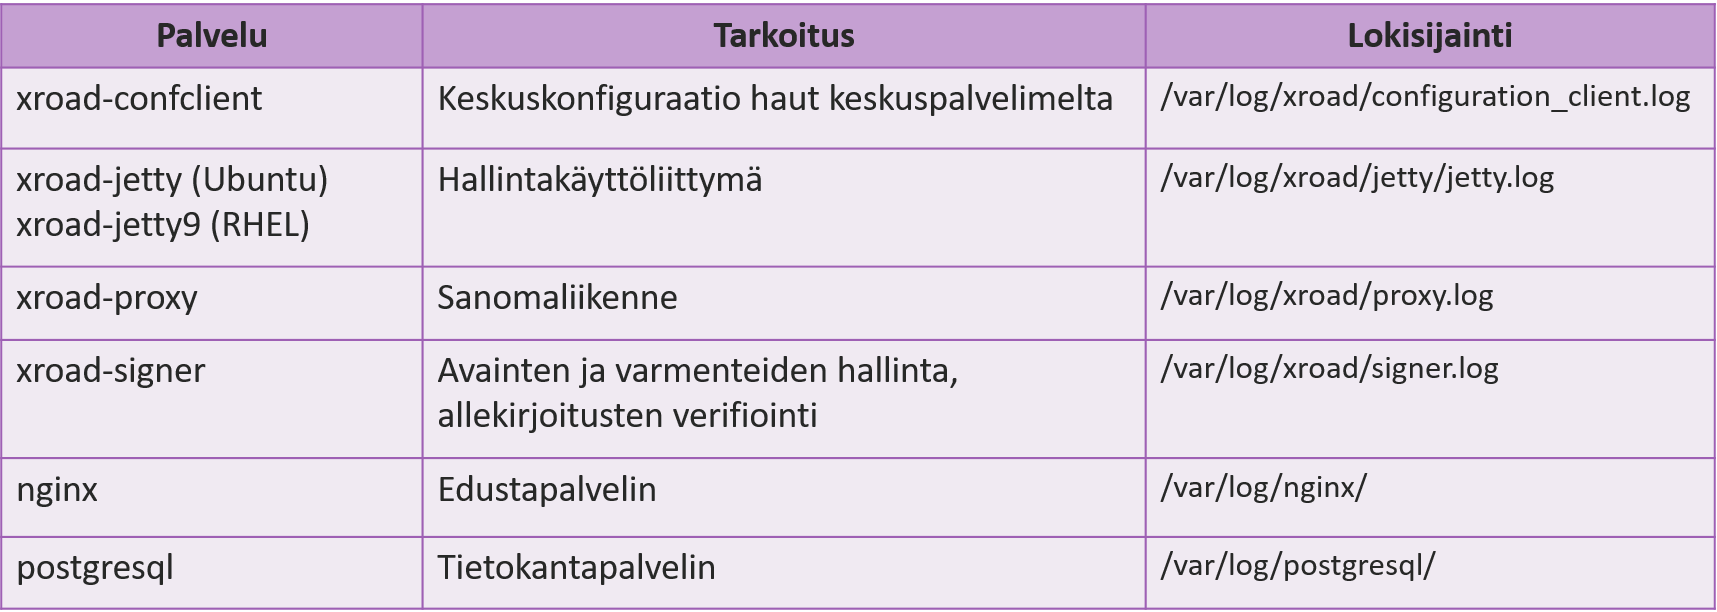 Palvelu Tarkoitus Lokisijainti
xroad-confclient Keskuskonfiguraatio haut keskuspalvelimelta /var/log/xroad/configuration_client.log
xroad-jetty (Ubuntu) Hallintakäyttöliittymä /var/log/xroad/jetty/jetty.log
xroad-jetty9 (RHEL)
xroad-proxy Sanomaliikenne /var/log/xroad/proxy.log
xroad-signer Avainten ja varmenteiden hallinta, /var/log/xroad/signer.log
allekirjoitusten verifiointi
nginx Edustapalvelin /var/log/nginx/
postgresql Tietokantapalvelin /var/log/postgresql/